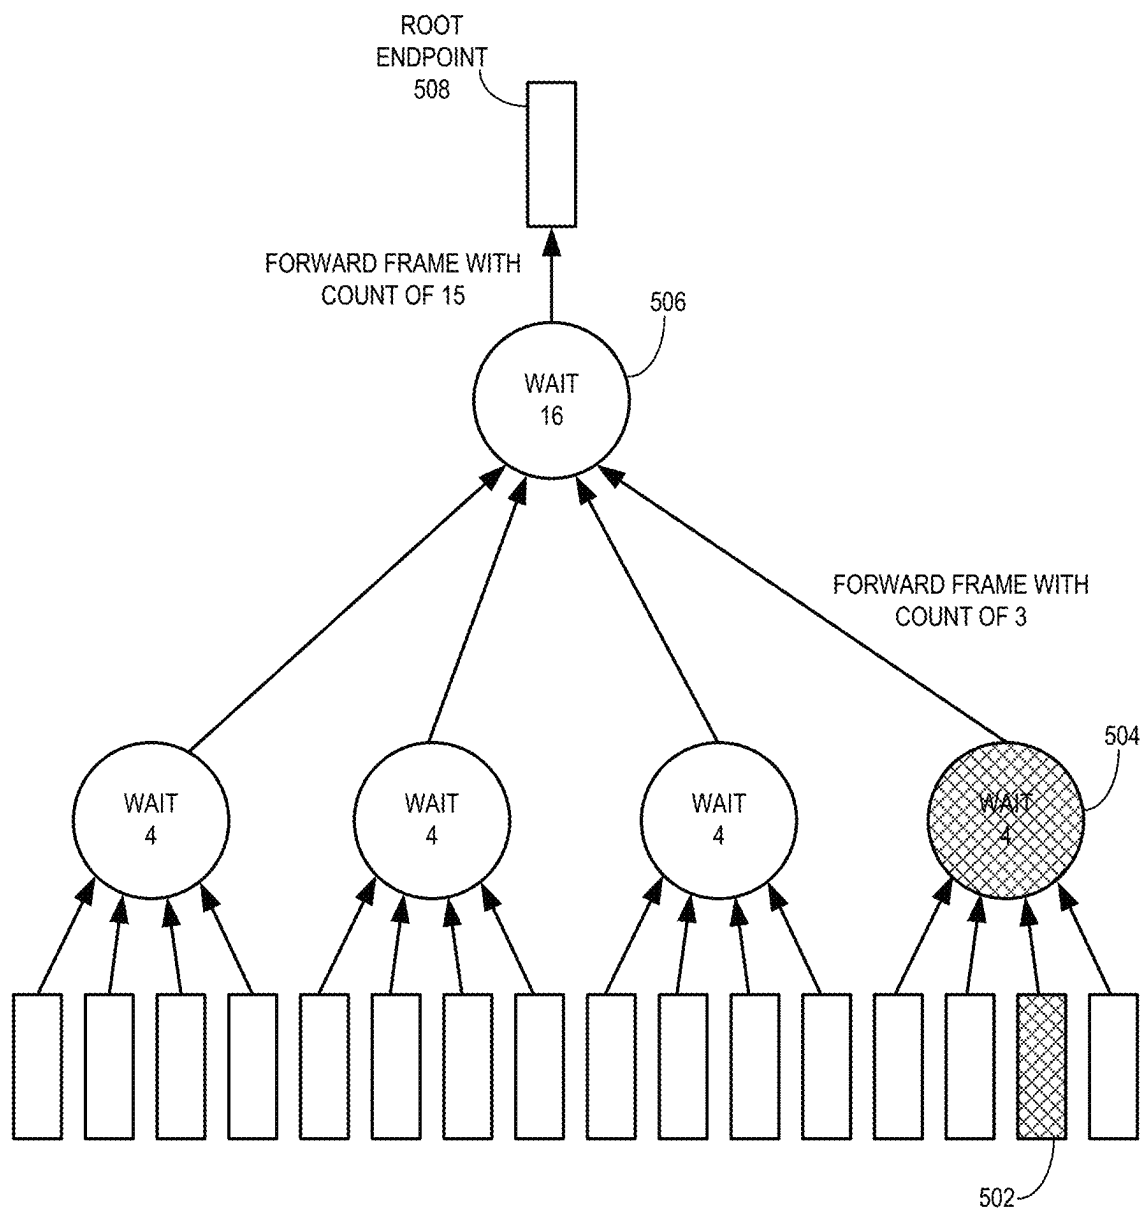 ROOT
ENDPOINT
508
FORWARD FRAME WITH
COUNT OF 15
506
WAIT
16
FORWARD FRAME WITH
COUNT OF 3
504
WAIT
4
WAIT
4
WAIT
4
WAIT
4
502